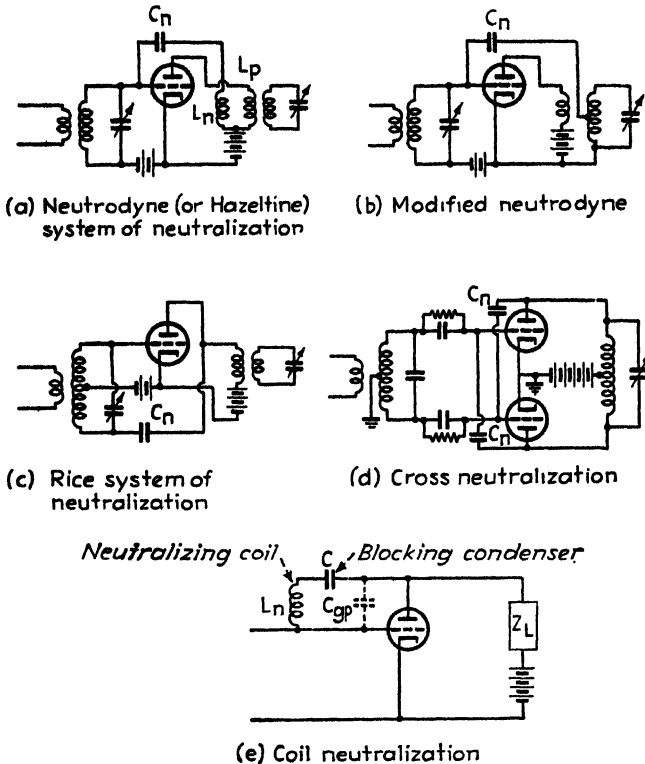 Cn
Cn
Lp
Ln
(a) Neutrodyne (or Hazeltine)
system of neutralization
(b) Modified neutrodyne
Cn
Cn
Cn
(c) Rice system of
neutralization
(d) Cross neutralization
Neutralizing coil
C
Blocking condenser
Ln
Cgp
ZL
(e) Coil neutralization